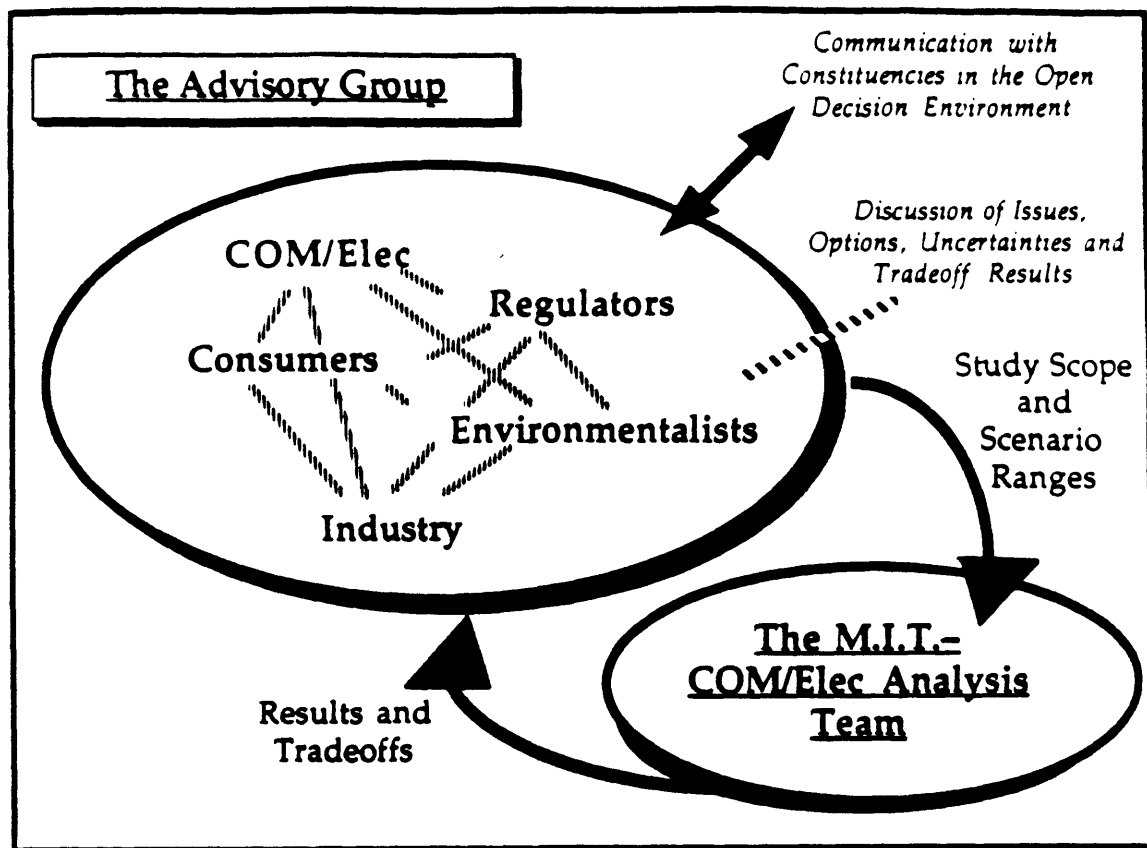 The Advisory Group
Communication with
Constituencies in the Open
Decision Environment
Discussion of Issues,
Options, Uncertainties and
Tradeoff Results
COM/Elec
Regulators
Consumers
Environmentalists
Industry
Study Scope
and
Scenario
Ranges
The M.I.T.–
COM/Elec Analysis
Team
Results and
Tradeoffs